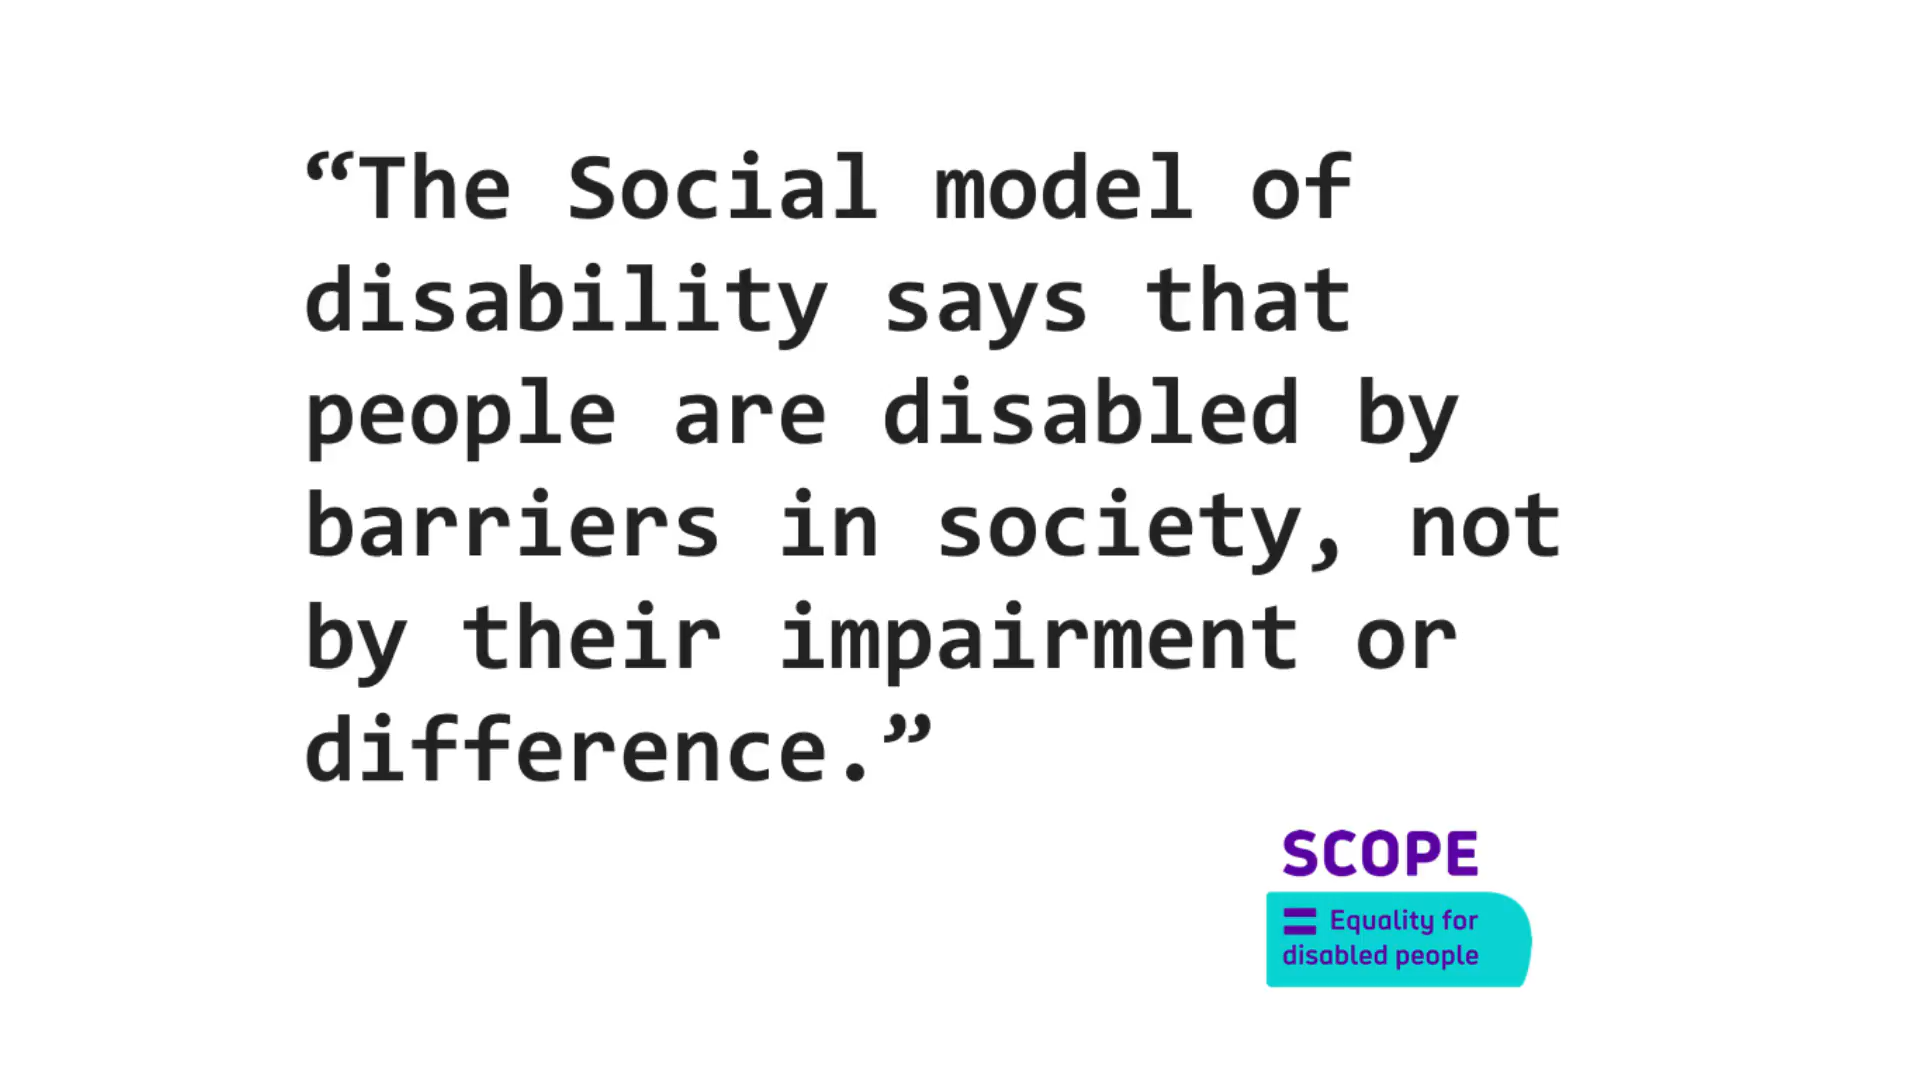 “The Social model of
disability says that
people are disabled by
barriers in society, not
by their impairment or
difference.”
SCOPE
= Equality for
disabled people